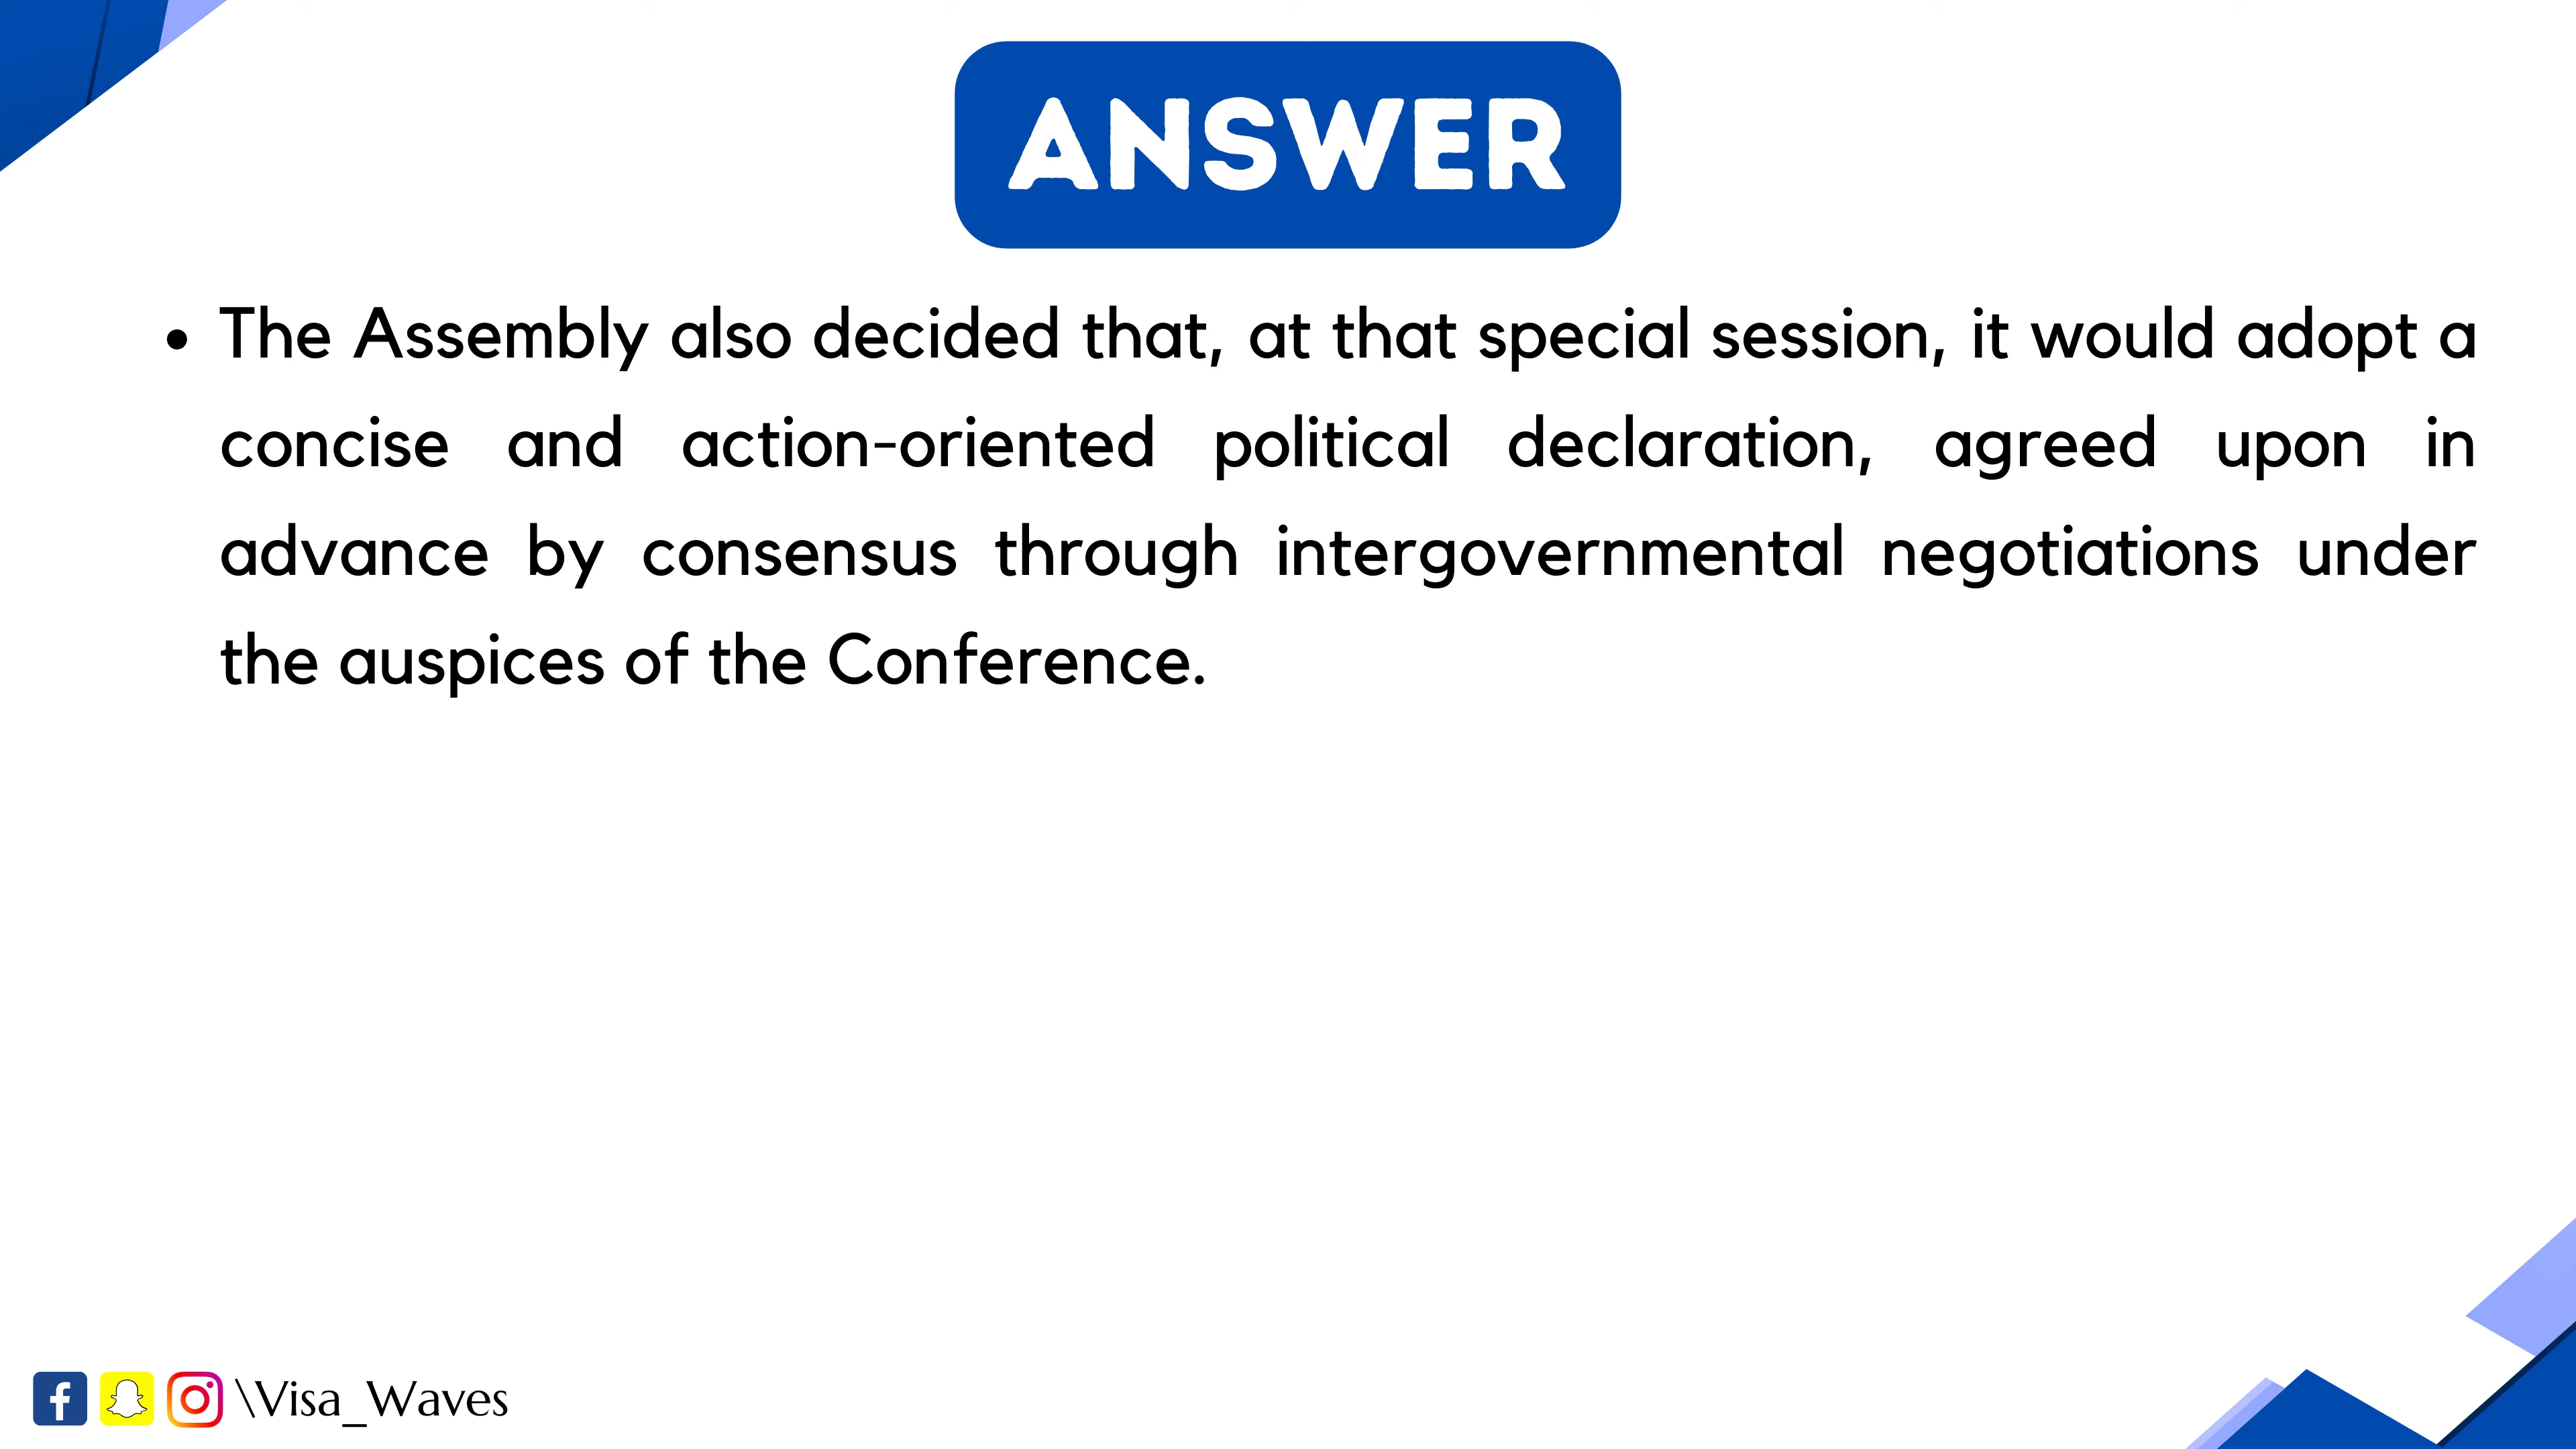 ANSWER
• The Assembly also decided that, at that special session, it would adopt a
concise and action-oriented political declaration, agreed upon in
advance by consensus through intergovernmental negotiations under
the auspices of the Conference.
\Visa_Waves